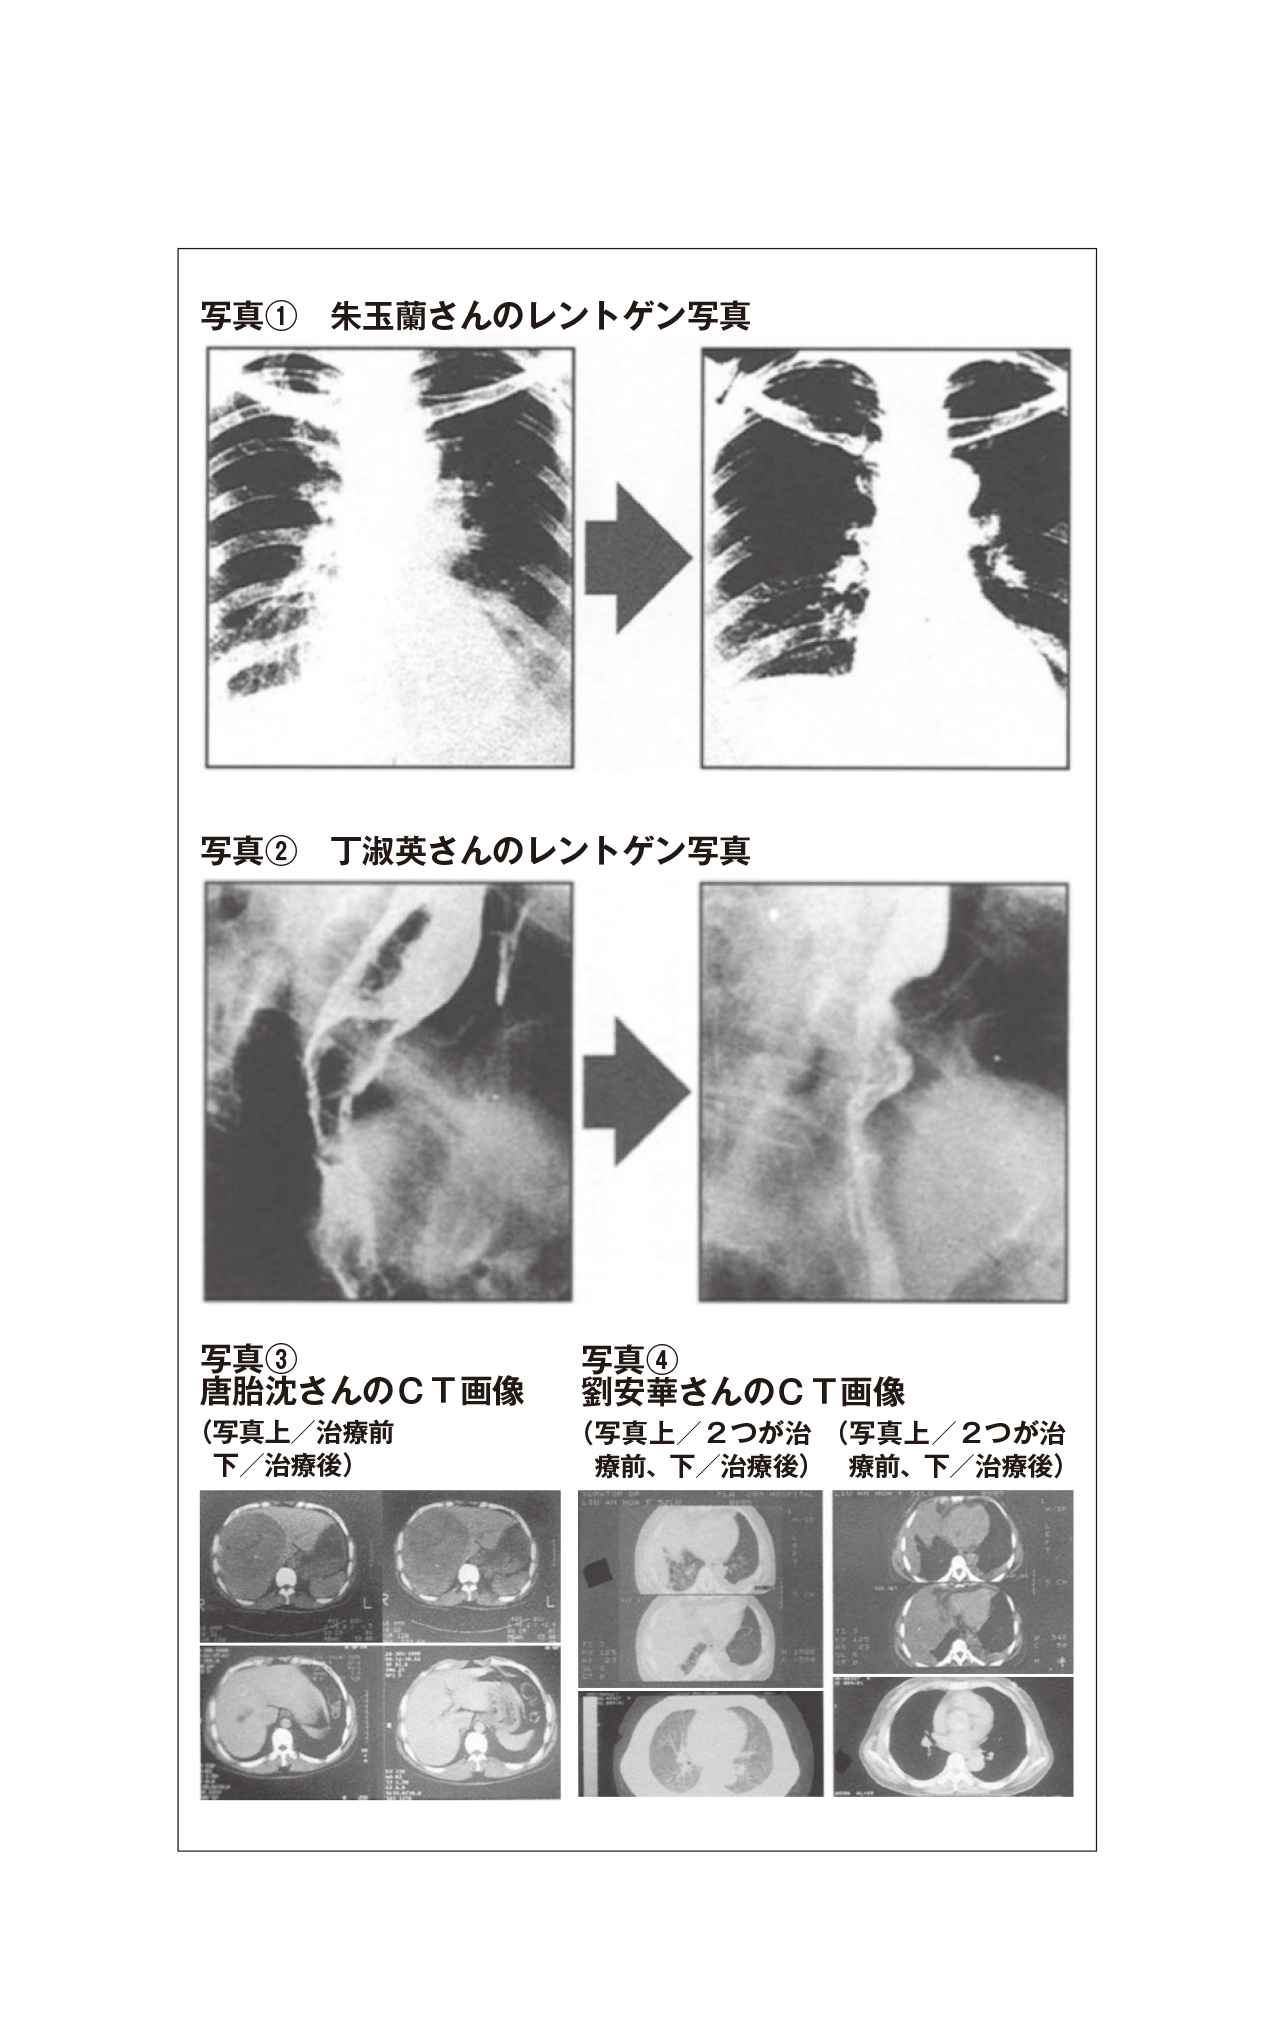 写真① 朱玉蘭さんのレントゲン写真
写真② 丁淑英さんのレントゲン写真
写真③
唐胎沈さんのＣＴ画像
（写真上／治療前
下／治療後）
写真④
劉安華さんのＣＴ画像
（写真上／２つが治
療前、下／治療後）
（写真上／２つが治
療前、下／治療後）
R
L
R
L